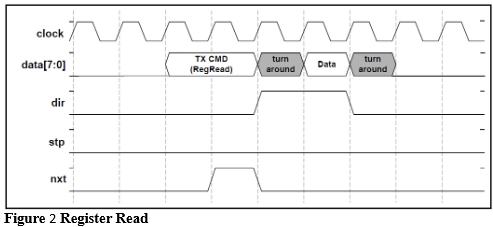 clock
data[7:0]
TX CMD
(RegRead)
turn
around
Data
turn
around
dir
stp
nxt
Figure 2 Register Read